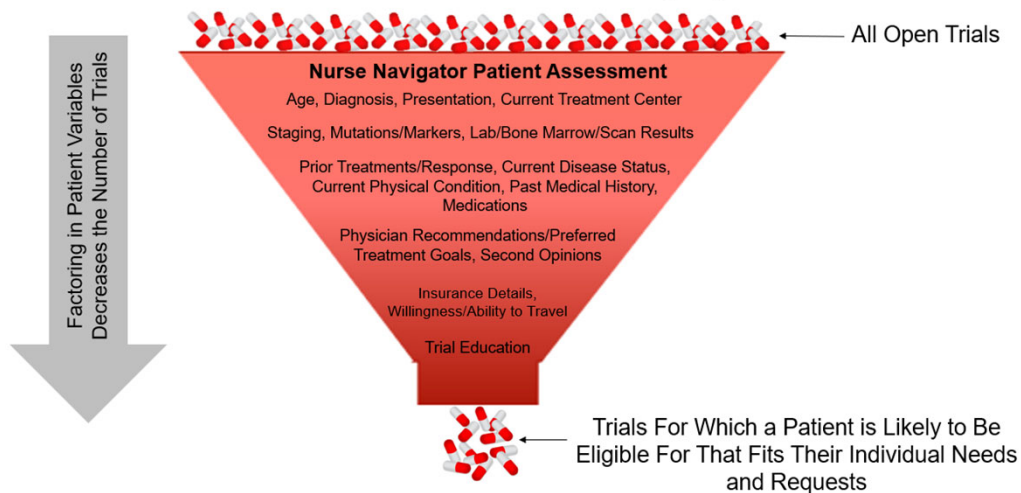 All Open Trials
Factoring in Patient Variables
Decreases the Number of Trials
Nurse Navigator Patient Assessment
Age, Diagnosis, Presentation, Current Treatment Center
Staging, Mutations/Markers, Lab/Bone Marrow/Scan Results
Prior Treatments/Response, Current Disease Status,
Current Physical Condition, Past Medical History,
Medications
Physician Recommendations/Preferred
Treatment Goals, Second Opinions
Insurance Details,
Willingness/Ability to Travel
Trial Education
Trials For Which a Patient is Likely to Be
Eligible For That Fits Their Individual Needs
and Requests